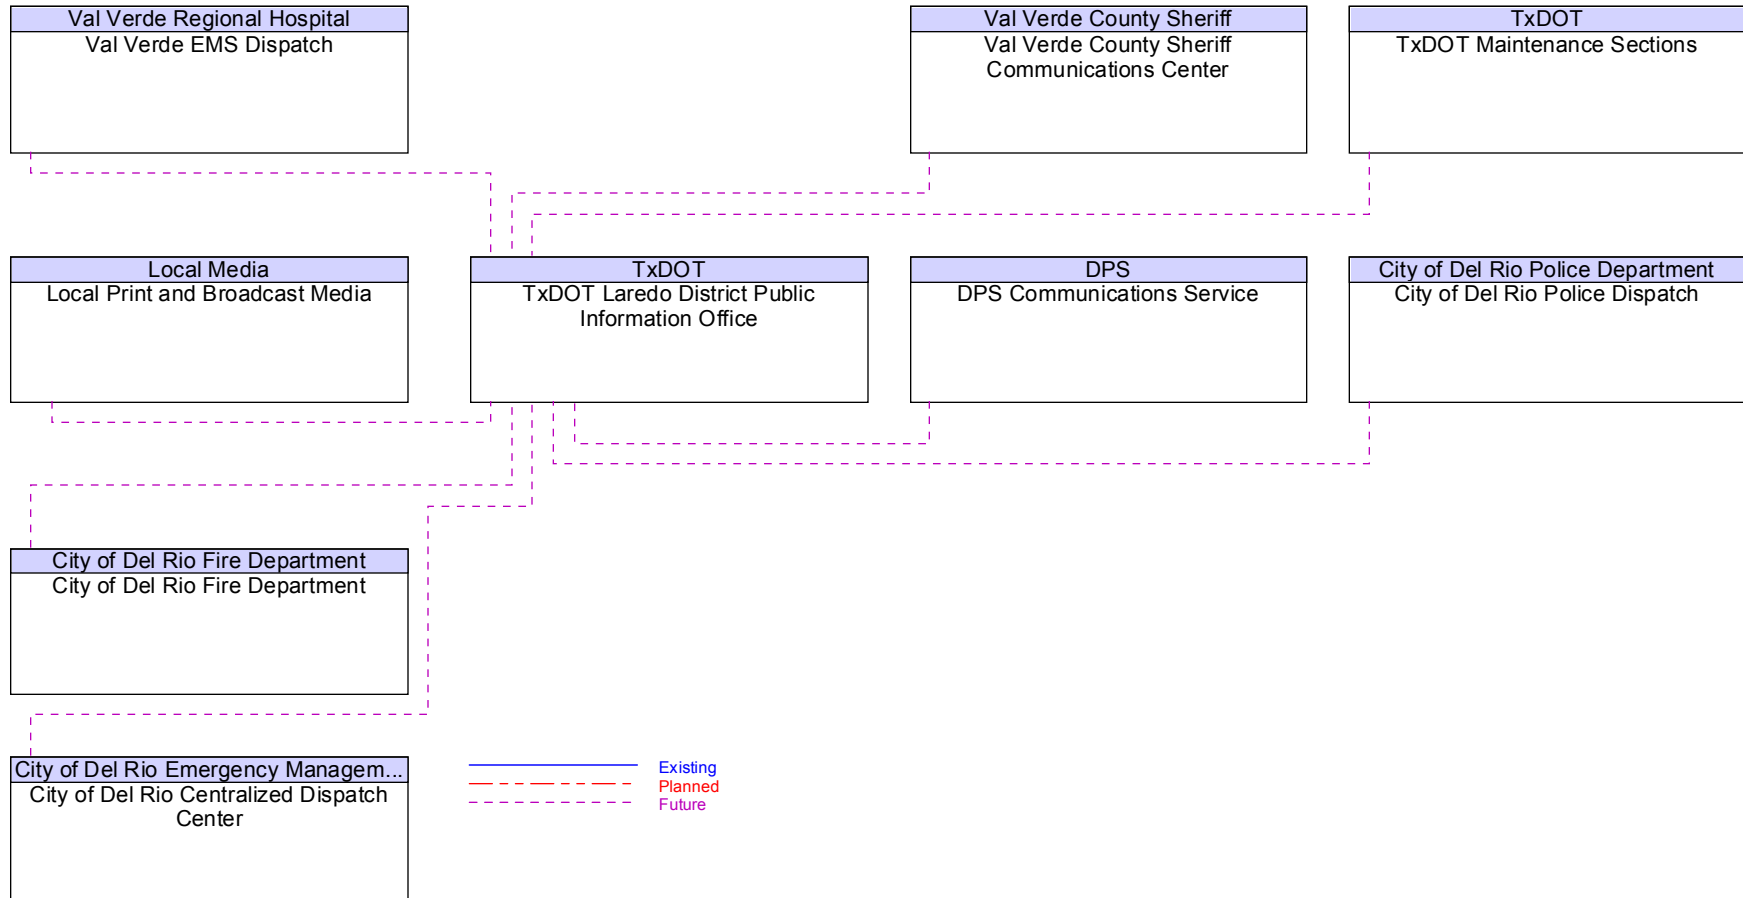 Val Verde Regional Hospital
Val Verde EMS Dispatch
Val Verde County Sheriff
Val Verde County Sheriff
Communications Center
TxDOT
TxDOT Maintenance Sections
Local Media
Local Print and Broadcast Media
TxDOT
TxDOT Laredo District Public
Information Office
DPS
DPS Communications Service
City of Del Rio Police Department
City of Del Rio Police Dispatch
City of Del Rio Fire Department
City of Del Rio Fire Department
City of Del Rio Emergency Managem...
City of Del Rio Centralized Dispatch
Center
Existing
Planned
Future